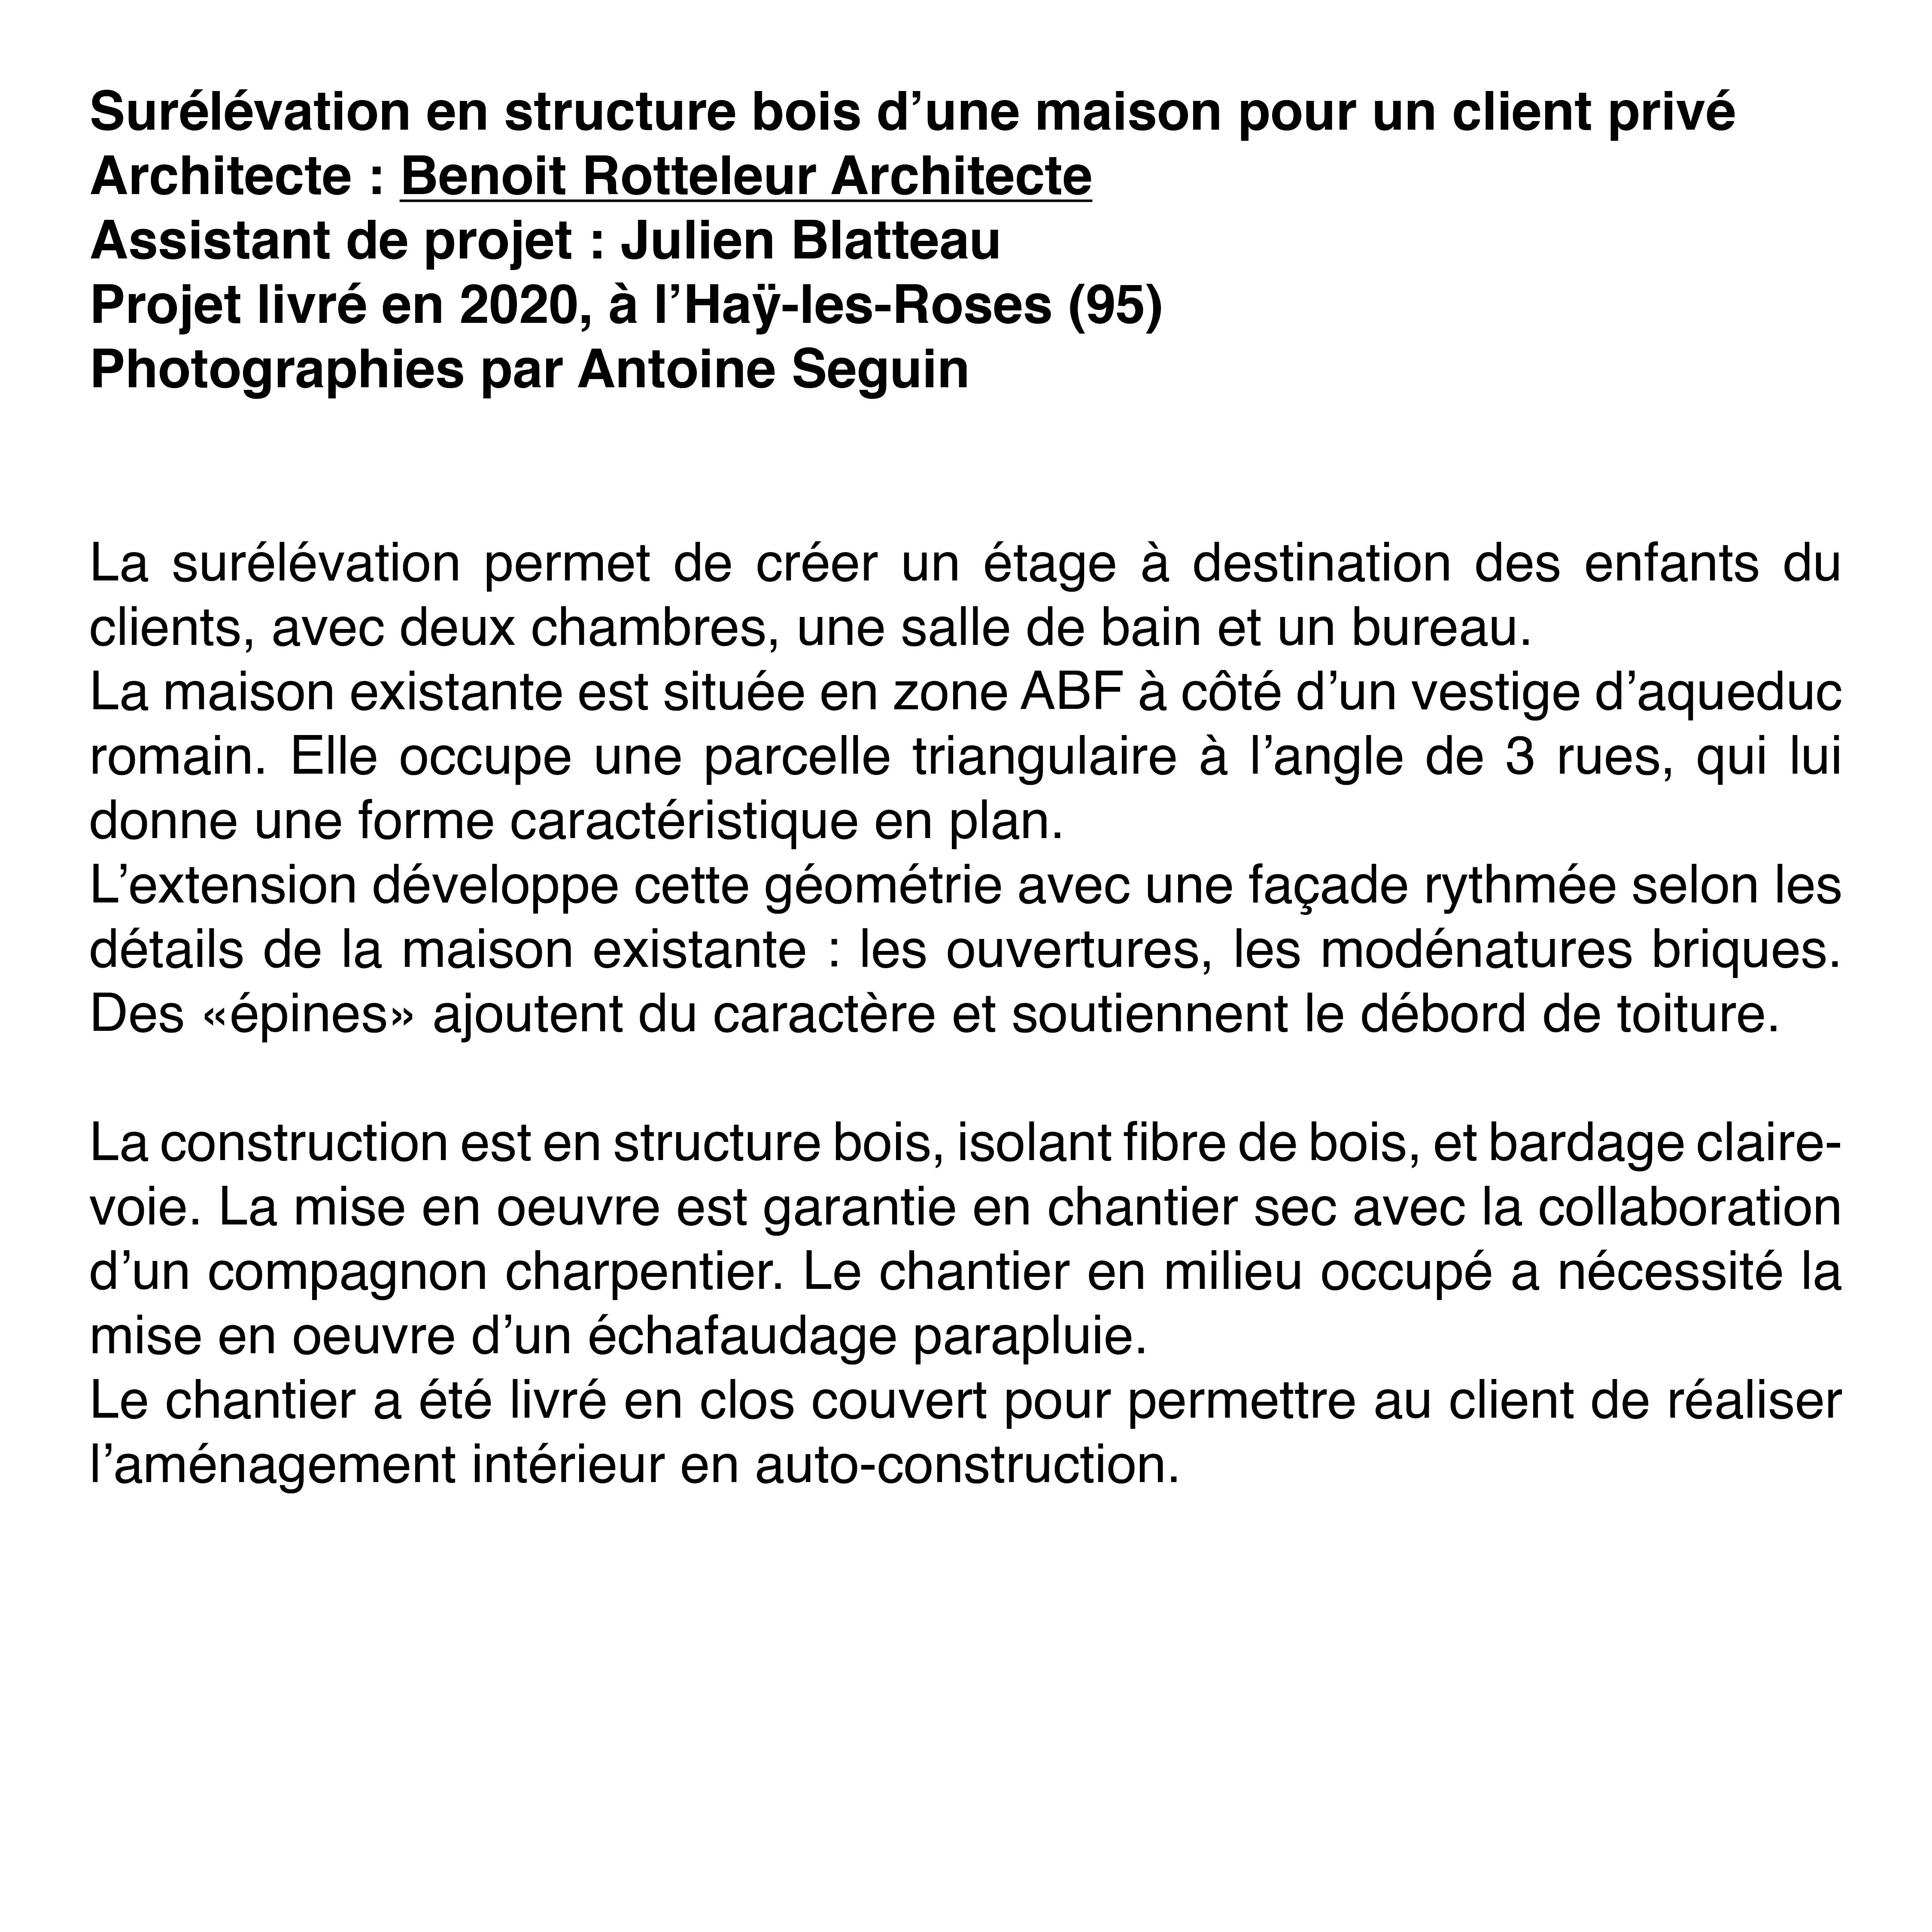 Surélévation en structure bois d’une maison pour un client privé
Architecte : Benoit Rotteleur Architecte
Assistant de projet : Julien Blatteau
Projet livré en 2020, à l’Haÿ-les-Roses (95)
Photographies par Antoine Seguin
La surélévation permet de créer un étage à destination des enfants du
clients, avec deux chambres, une salle de bain et un bureau.
La maison existante est située en zone ABF à côté d’un vestige d’aqueduc
romain. Elle occupe une parcelle triangulaire à l’angle de 3 rues, qui lui
donne une forme caractéristique en plan.
L’extension développe cette géométrie avec une façade rythmée selon les
détails de la maison existante : les ouvertures, les modénatures briques.
Des «épines» ajoutent du caractère et soutiennent le débord de toiture.
La construction est en structure bois, isolant fibre de bois, et bardage claire-
voie. La mise en oeuvre est garantie en chantier sec avec la collaboration
d’un compagnon charpentier. Le chantier en milieu occupé a nécessité la
mise en oeuvre d’un échafaudage parapluie.
Le chantier a été livré en clos couvert pour permettre au client de réaliser
l’aménagement intérieur en auto-construction.